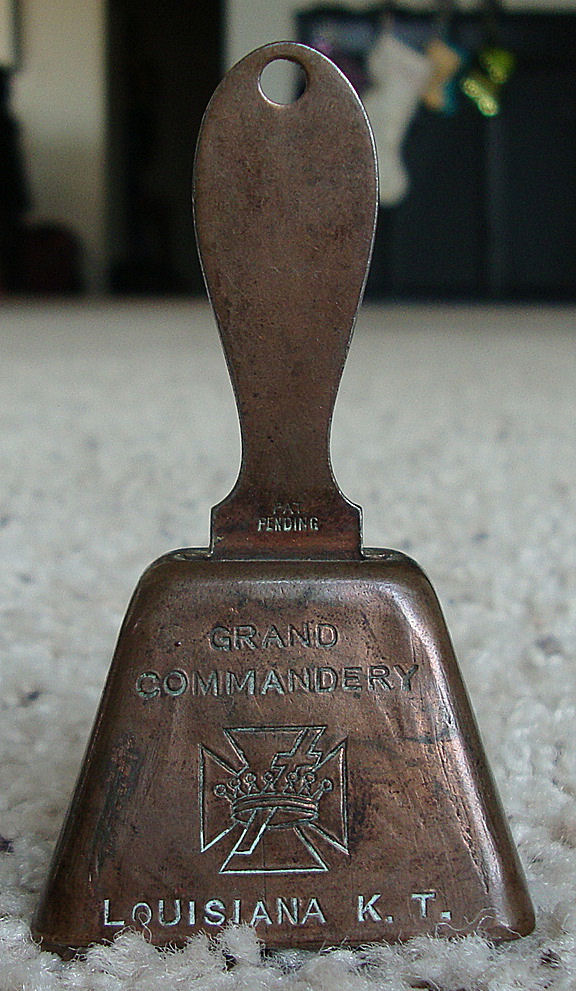 PAT
PENDING
GRAND
COMMANDERY
LOUISIANA K. T.